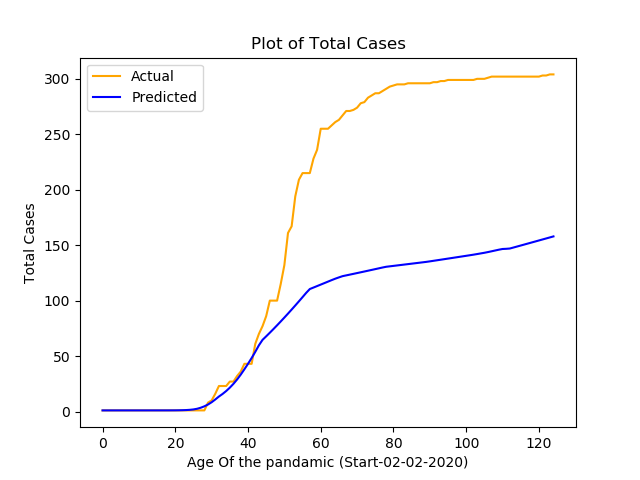 Plot of Total Cases
Actual
Predicted
300
250
200
150
100
50
0
Total Cases
0 20 40 60 80 100 120
Age Of the pandamic (Start-02-02-2020)